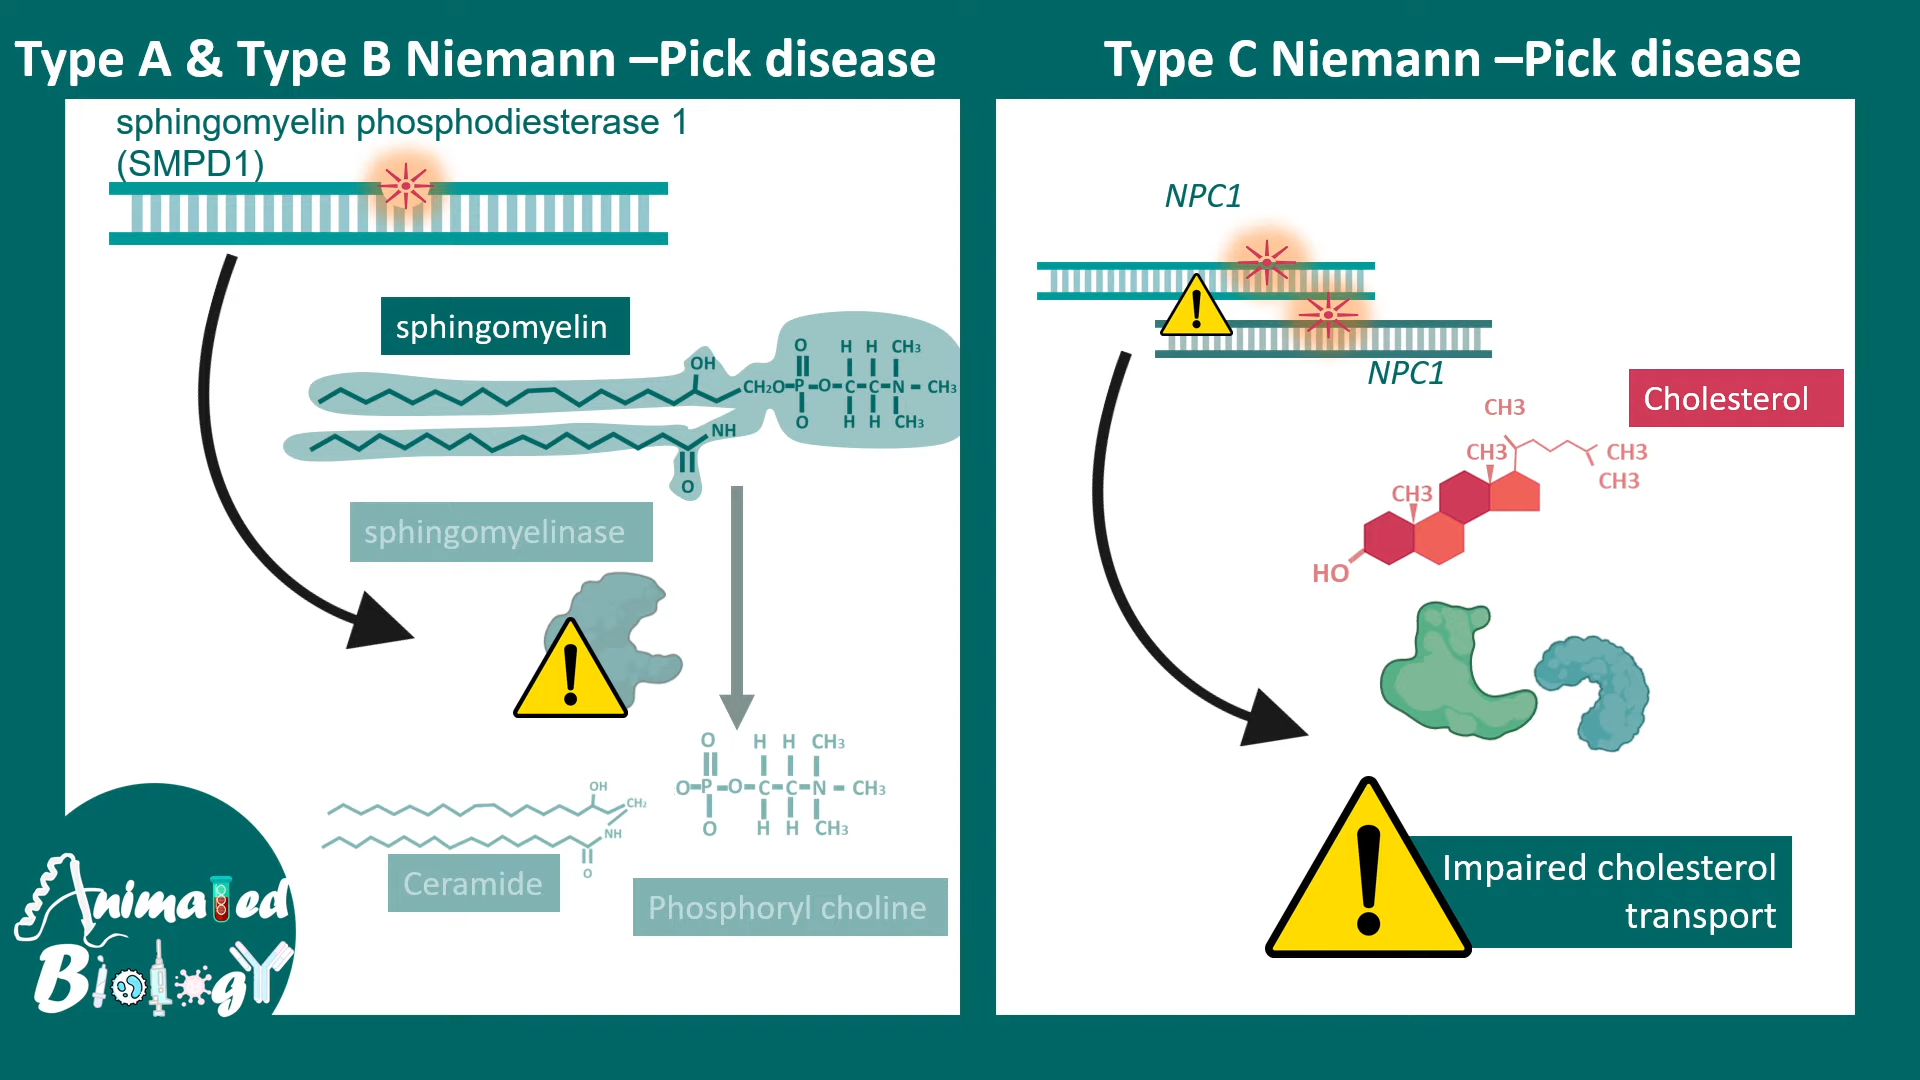 Type A & Type B Niemann –Pick disease
sphingomyelin phosphodiesterase 1
(SMPD1)
sphingomyelin
OH
O
H H CH₃
CH₂O P O C C N CH₃
O
H H CH₃
NH
O
sphingomyelinase
O
H H CH₃
O P O C C N CH₃
O
H H CH₃
OH
CH₂
NH
O
Ceramide
Phosphoryl choline
Animated
Biology
Type C Niemann –Pick disease
NPC1
NPC1
Cholesterol
CH3
CH3
CH3
CH3
CH3
HO
Impaired cholesterol
transport